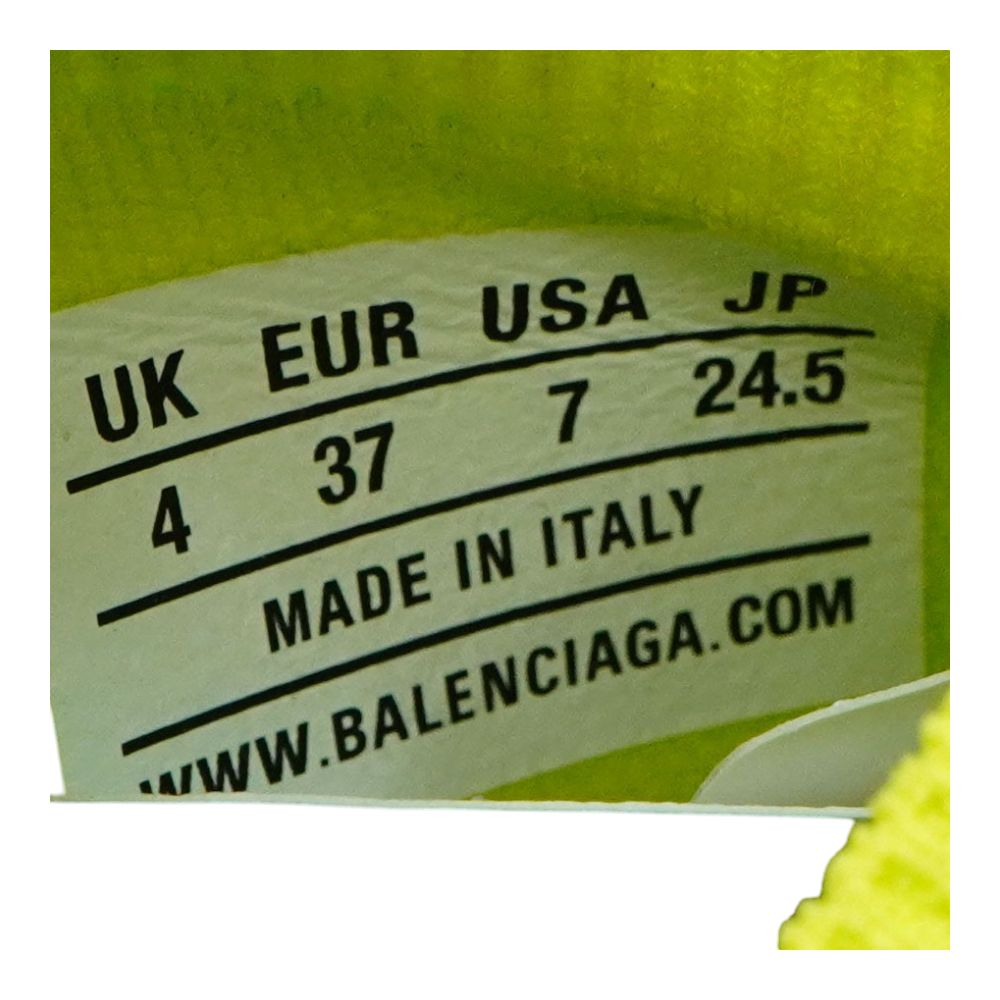 UK EUR USA JP
4 37 7 24.5
MADE IN ITALY
WWW.BALENCIAGA.COM